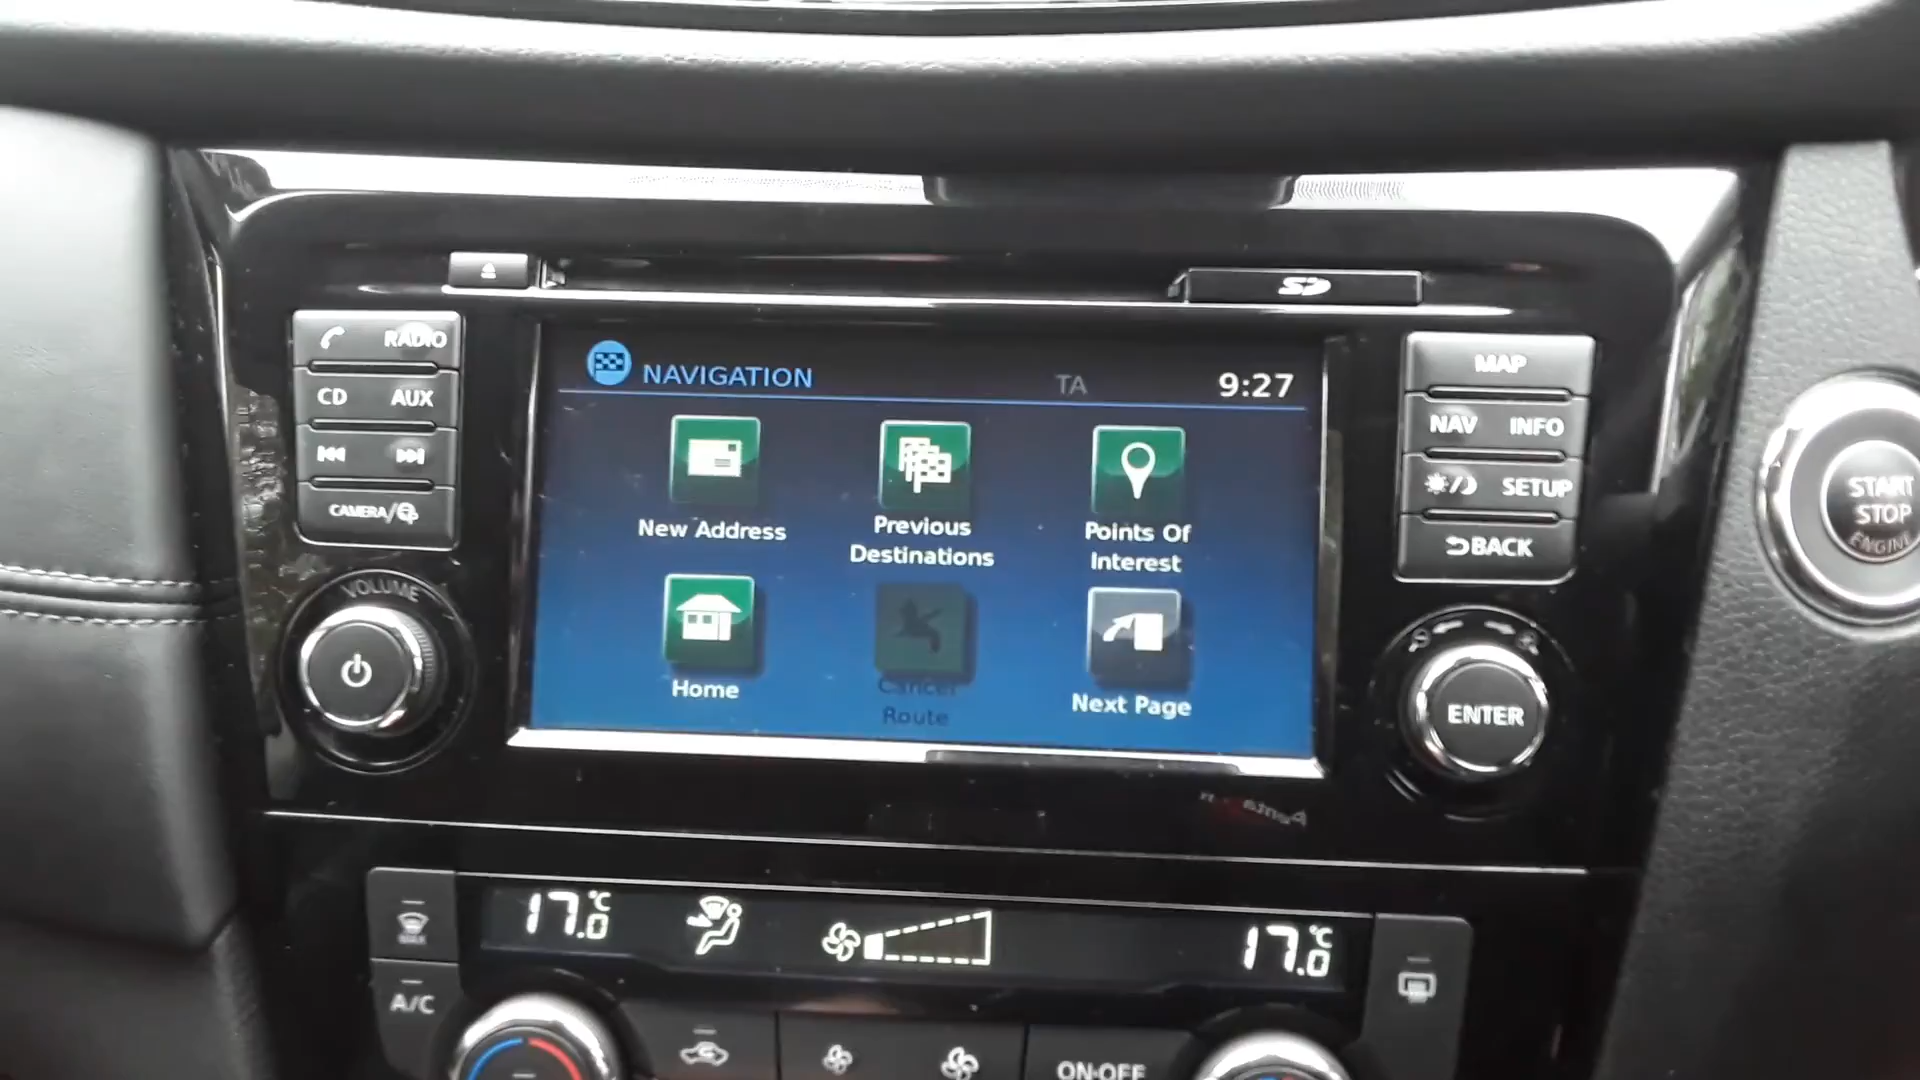 SD
RADIO
CD AUX
CAMERA/
VOLUME
NAVIGATION
TA
9:27
New Address
Previous
Destinations
Points Of
Interest
Home
Cancel
Route
Next Page
MAP
NAV INFO
SETUP
BACK
ENTER
START
STOP
ENGINE
17.0 °C
17.0 °C
A/C
ON·OFF